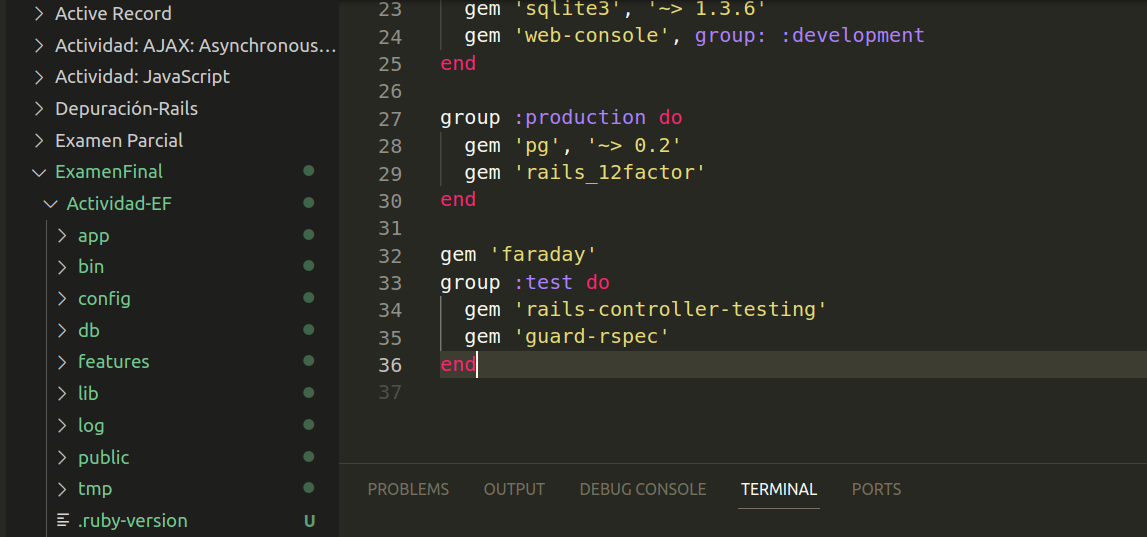 Active Record
Actividad: AJAX: Asynchronous...
Actividad: JavaScript
Depuración-Rails
Examen Parcial
ExamenFinal
Actividad-EF
app
bin
config
db
features
lib
log
public
tmp
.ruby-version U
23 gem 'sqlite3', '~> 1.3.6'
24 gem 'web-console', group: :development
25 end
26
27 group :production do
28 gem 'pg', '~> 0.2'
29 gem 'rails_12factor'
30 end
31
32 gem 'faraday'
33 group :test do
34 gem 'rails-controller-testing'
35 gem 'guard-rspec'
36 end
37
PROBLEMS OUTPUT DEBUG CONSOLE TERMINAL PORTS